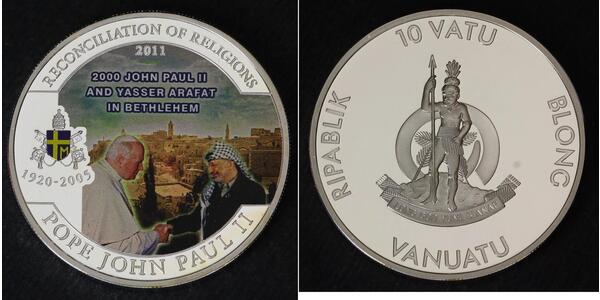 RECONCILIATION OF RELIGIONS
2011
2000 JOHN PAUL II
AND YASSER ARAFAT
IN BETHLEHEM
M
1920-2005
POPE JOHN PAUL II
10 VATU
RIPABLIK
BLONG
VANUATU